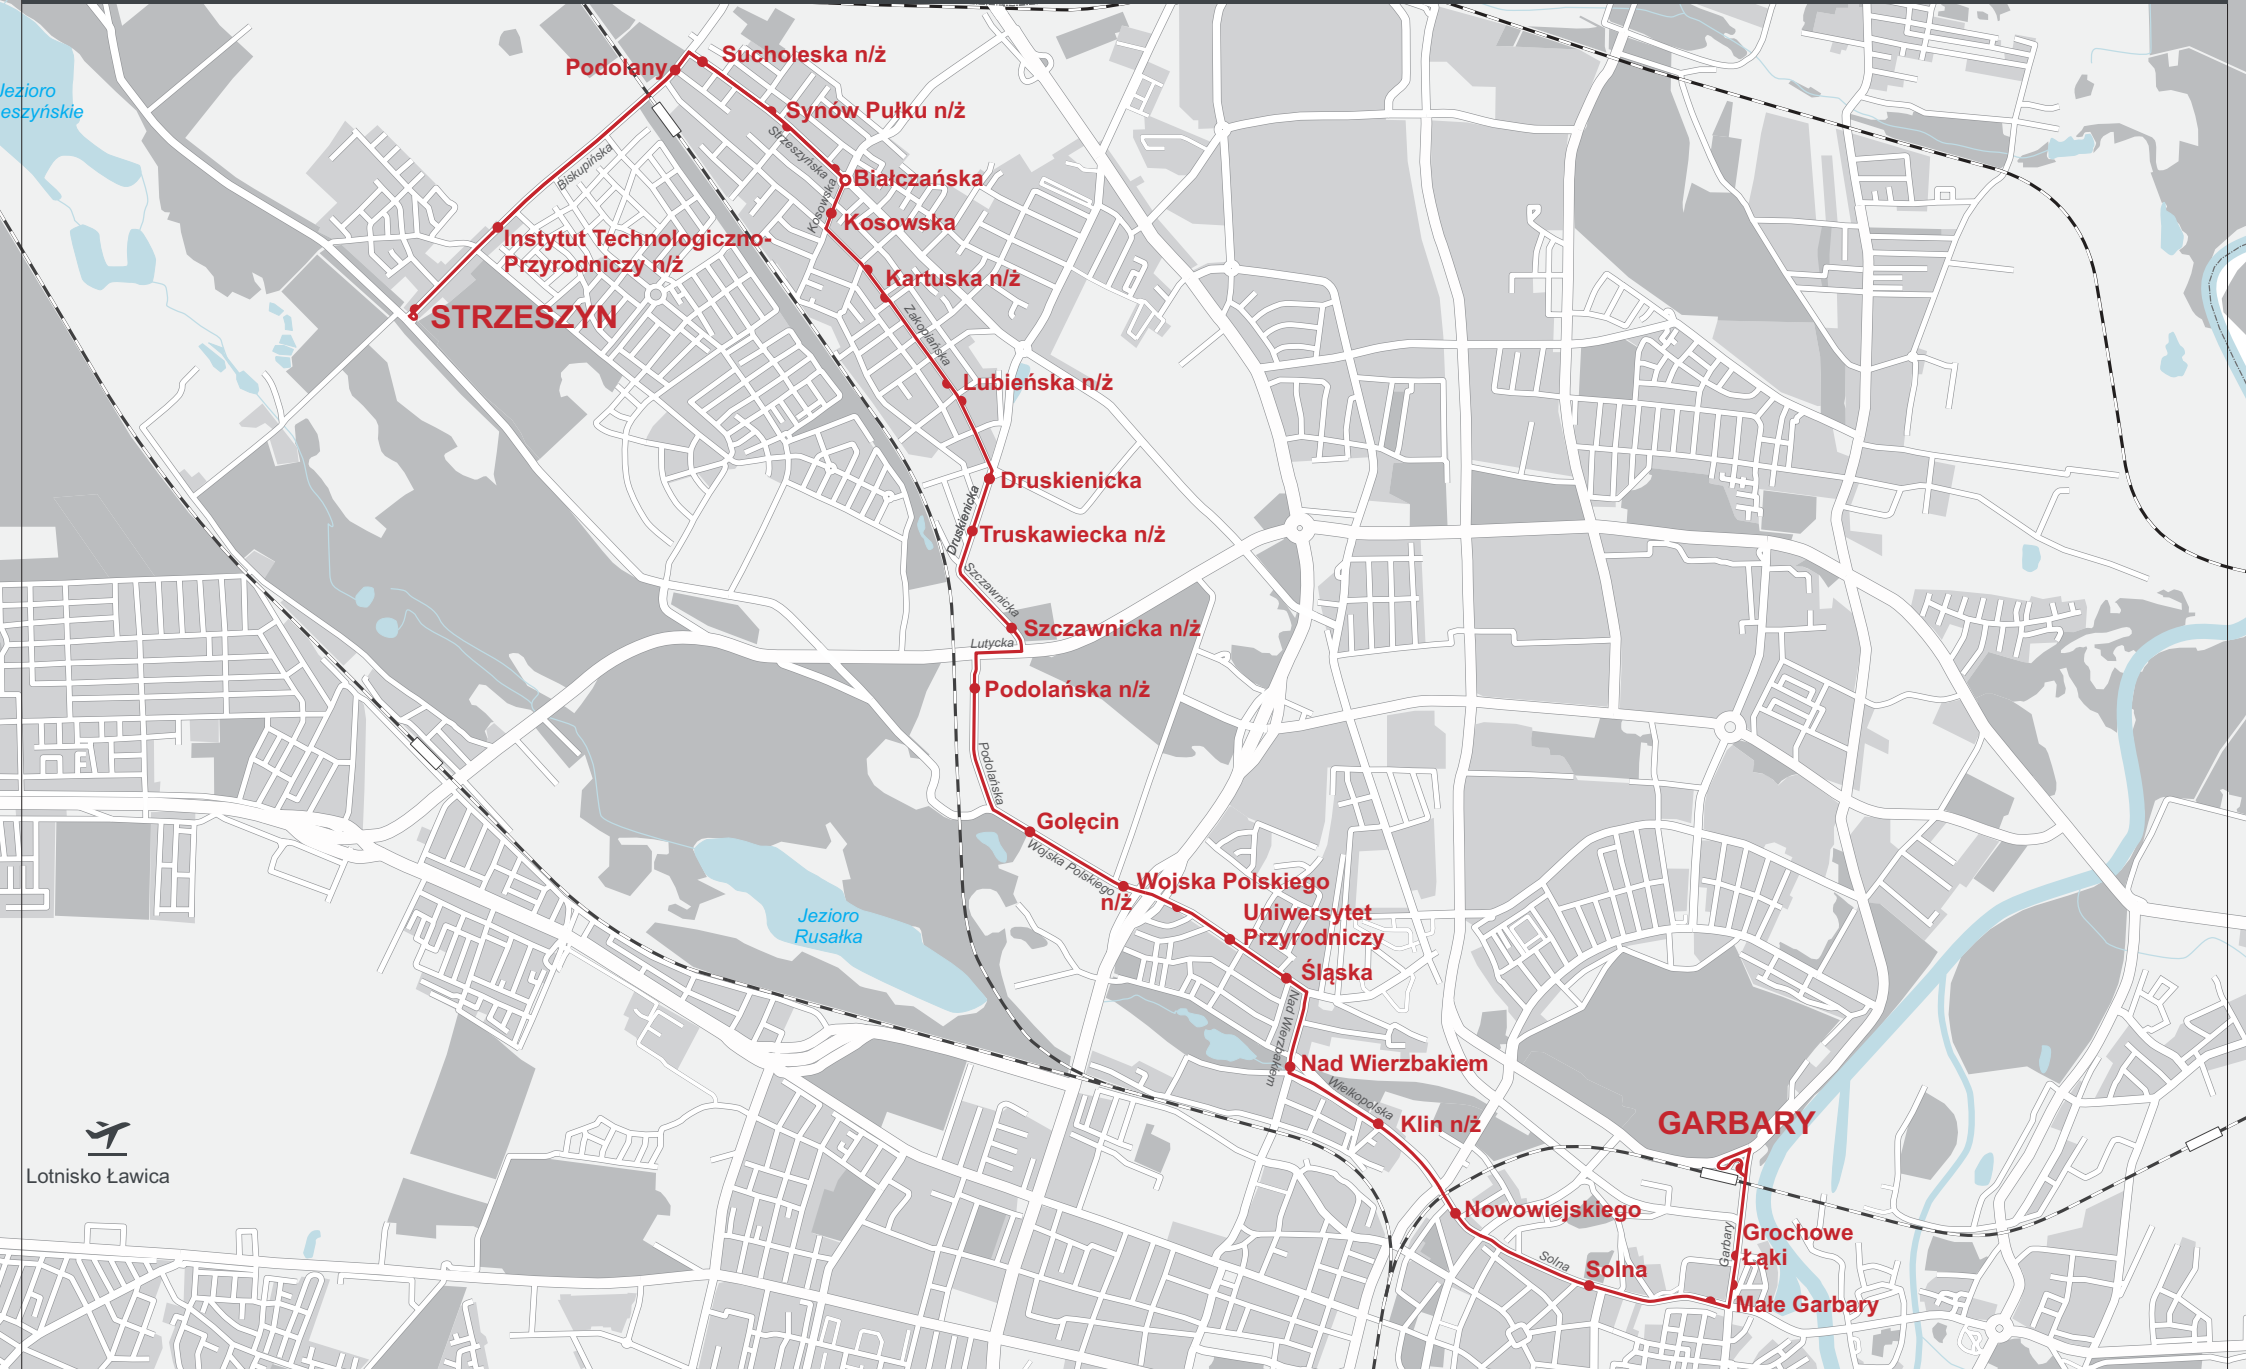 Sucholeska n/ż
Podolany
Jezioro
eszyńskie
Synów Pułku n/ż
Strzeszyńska
Biskupińska
Białczańska
Kosowska
Kosowska
Instytut Technologiczno-
Przyrodniczy n/ż
Kartuska n/ż
STRZESZYN
Zakopiańska
Lubieńska n/ż
Druskienicka
Druskienicka
Truskawiecka n/ż
Szczawnicka
Szczawnicka n/ż
Lutycka
Podolańska n/ż
Podolańska
Golęcin
Wojska Polskiego
Wojska Polskiego
n/ż
Uniwersytet
Przyrodniczy
Jezioro
Rusałka
Śląska
Nad Wierzbakiem
Nad Wierzbakiem
Wielkopolska
Klin n/ż
GARBARY
Lotnisko Ławica
Nowowiejskiego
Garbary
Grochowe
Łąki
Solna
Solna
Małe Garbary